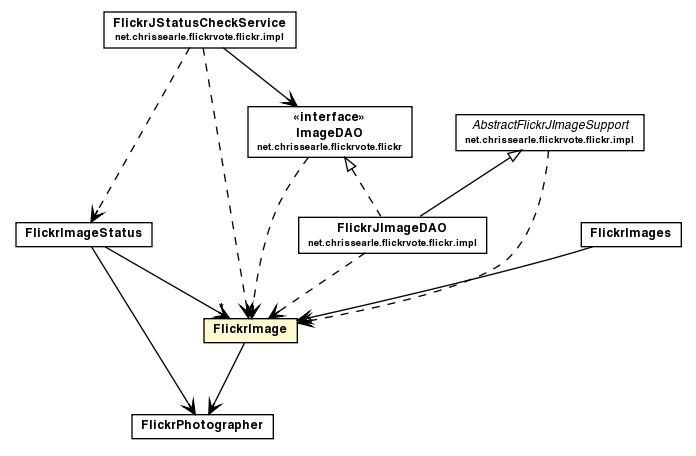 FlickrJStatusCheckService
net.chrissearle.flickrvote.flickr.impl
«interface»
ImageDAO
net.chrissearle.flickrvote.flickr
AbstractFlickrJImageSupport
net.chrissearle.flickrvote.flickr.impl
FlickrJImageDAO
net.chrissearle.flickrvote.flickr.impl
FlickrImageStatus
FlickrImages
*
FlickrImage
FlickrPhotographer